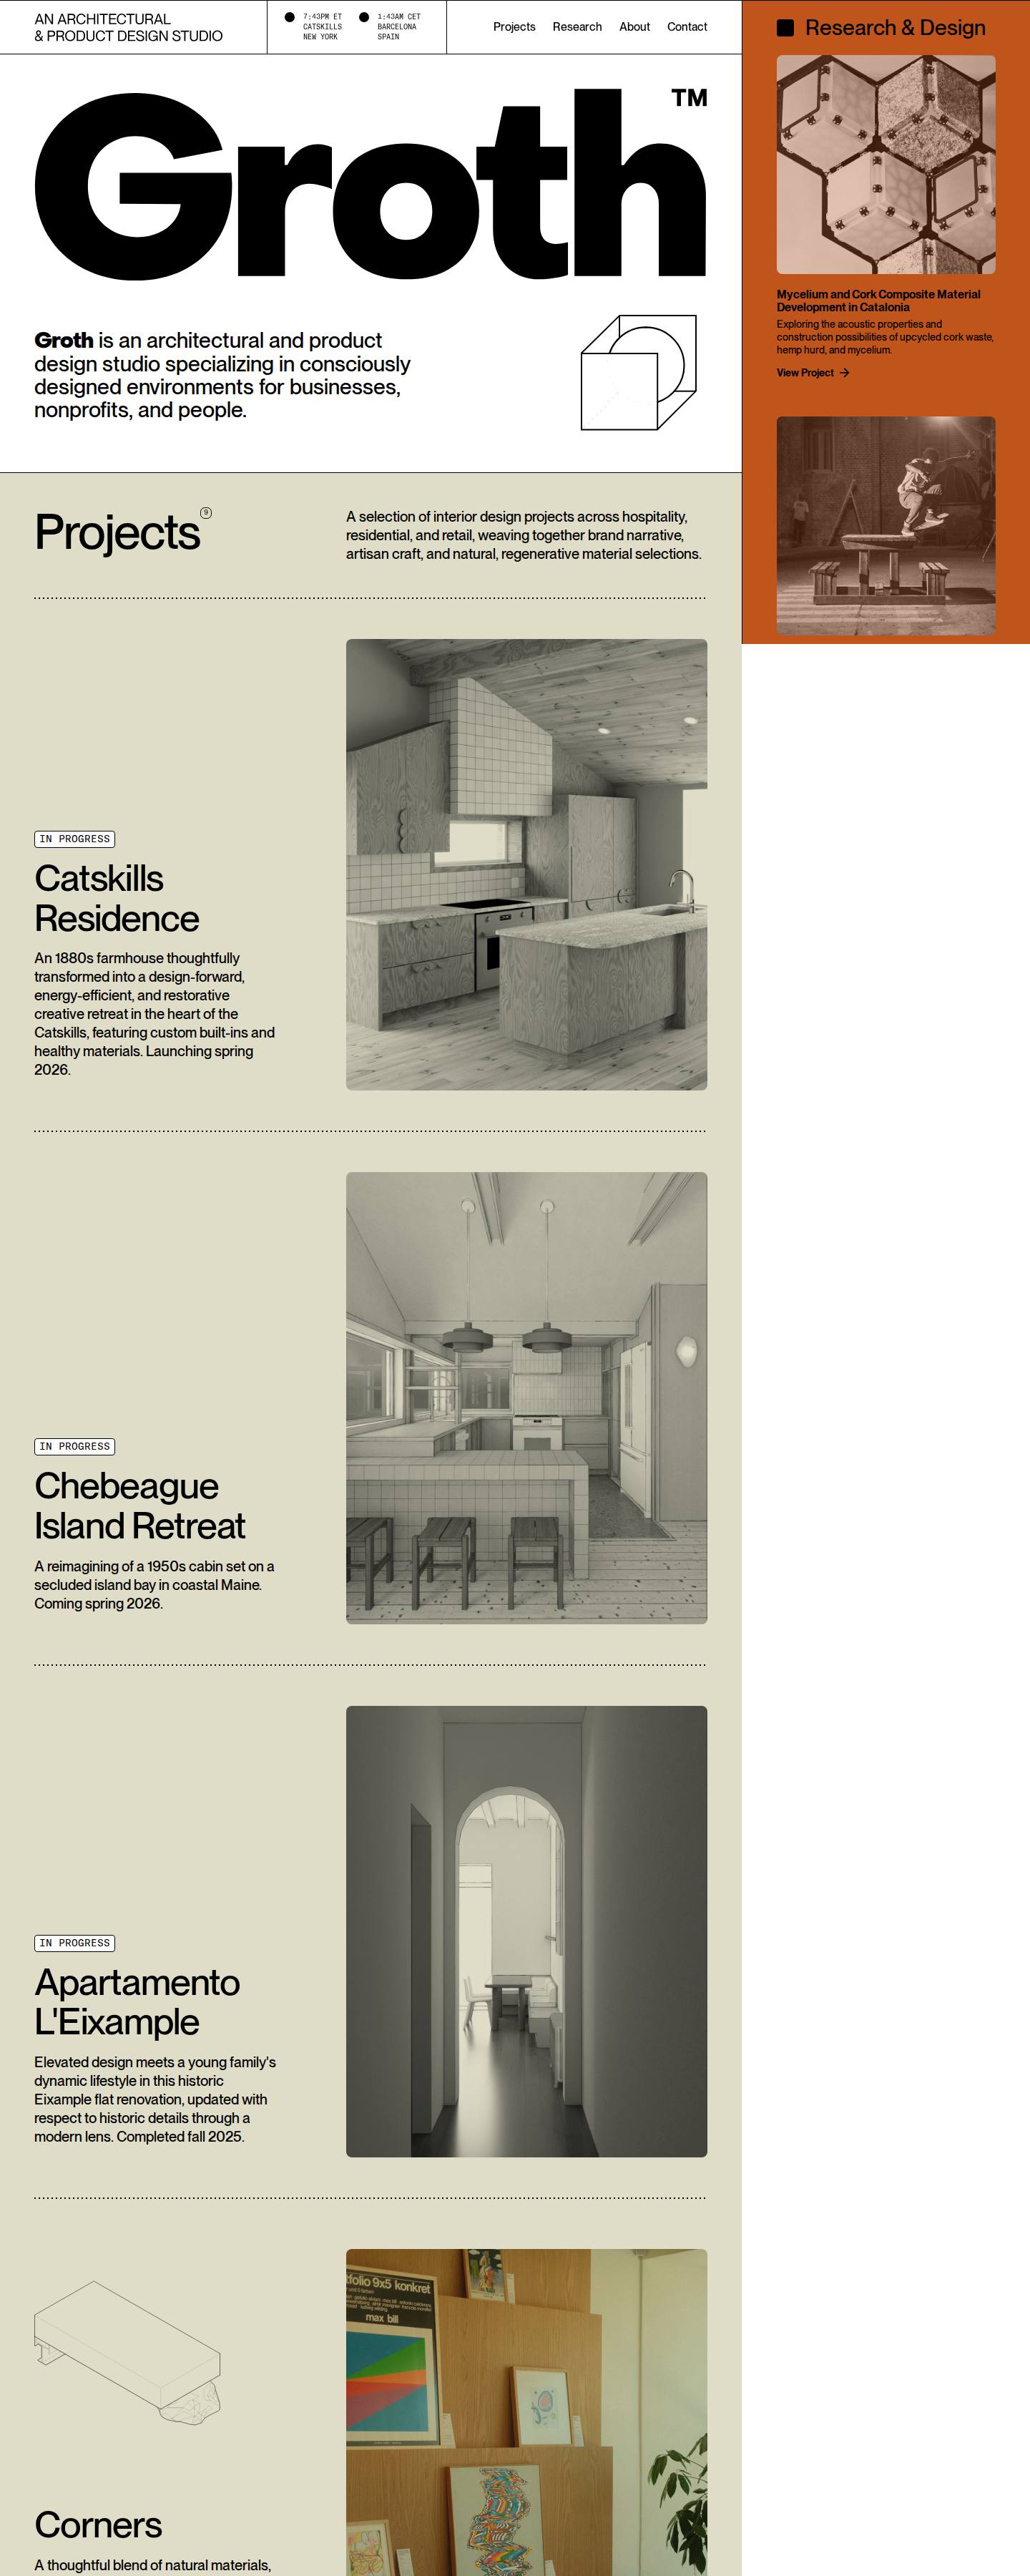 AN ARCHITECTURAL
& PRODUCT DESIGN STUDIO
7:43PM ET
CATSKILLS
NEW YORK
1:43AM CET
BARCELONA
SPAIN
Projects
Research
About
Contact
Groth™
Groth is an architectural and product
design studio specializing in consciously
designed environments for businesses,
nonprofits, and people.
Research & Design
Mycelium and Cork Composite Material
Development in Catalonia
Exploring the acoustic properties and
construction possibilities of upcycled cork waste,
hemp hurd, and mycelium.
View Project →
Projects 9
A selection of interior design projects across hospitality,
residential, and retail, weaving together brand narrative,
artisan craft, and natural, regenerative material selections.
IN PROGRESS
Catskills
Residence
An 1880s farmhouse thoughtfully
transformed into a design-forward,
energy-efficient, and restorative
creative retreat in the heart of the
Catskills, featuring custom built-ins and
healthy materials. Launching spring
2026.
IN PROGRESS
Chebeague
Island Retreat
A reimagining of a 1950s cabin set on a
secluded island bay in coastal Maine.
Coming spring 2026.
IN PROGRESS
Apartamento
L'Eixample
Elevated design meets a young family's
dynamic lifestyle in this historic
Eixample flat renovation, updated with
respect to historic details through a
modern lens. Completed fall 2025.
tfolio 9x5 konkret
max bill
Corners
A thoughtful blend of natural materials,